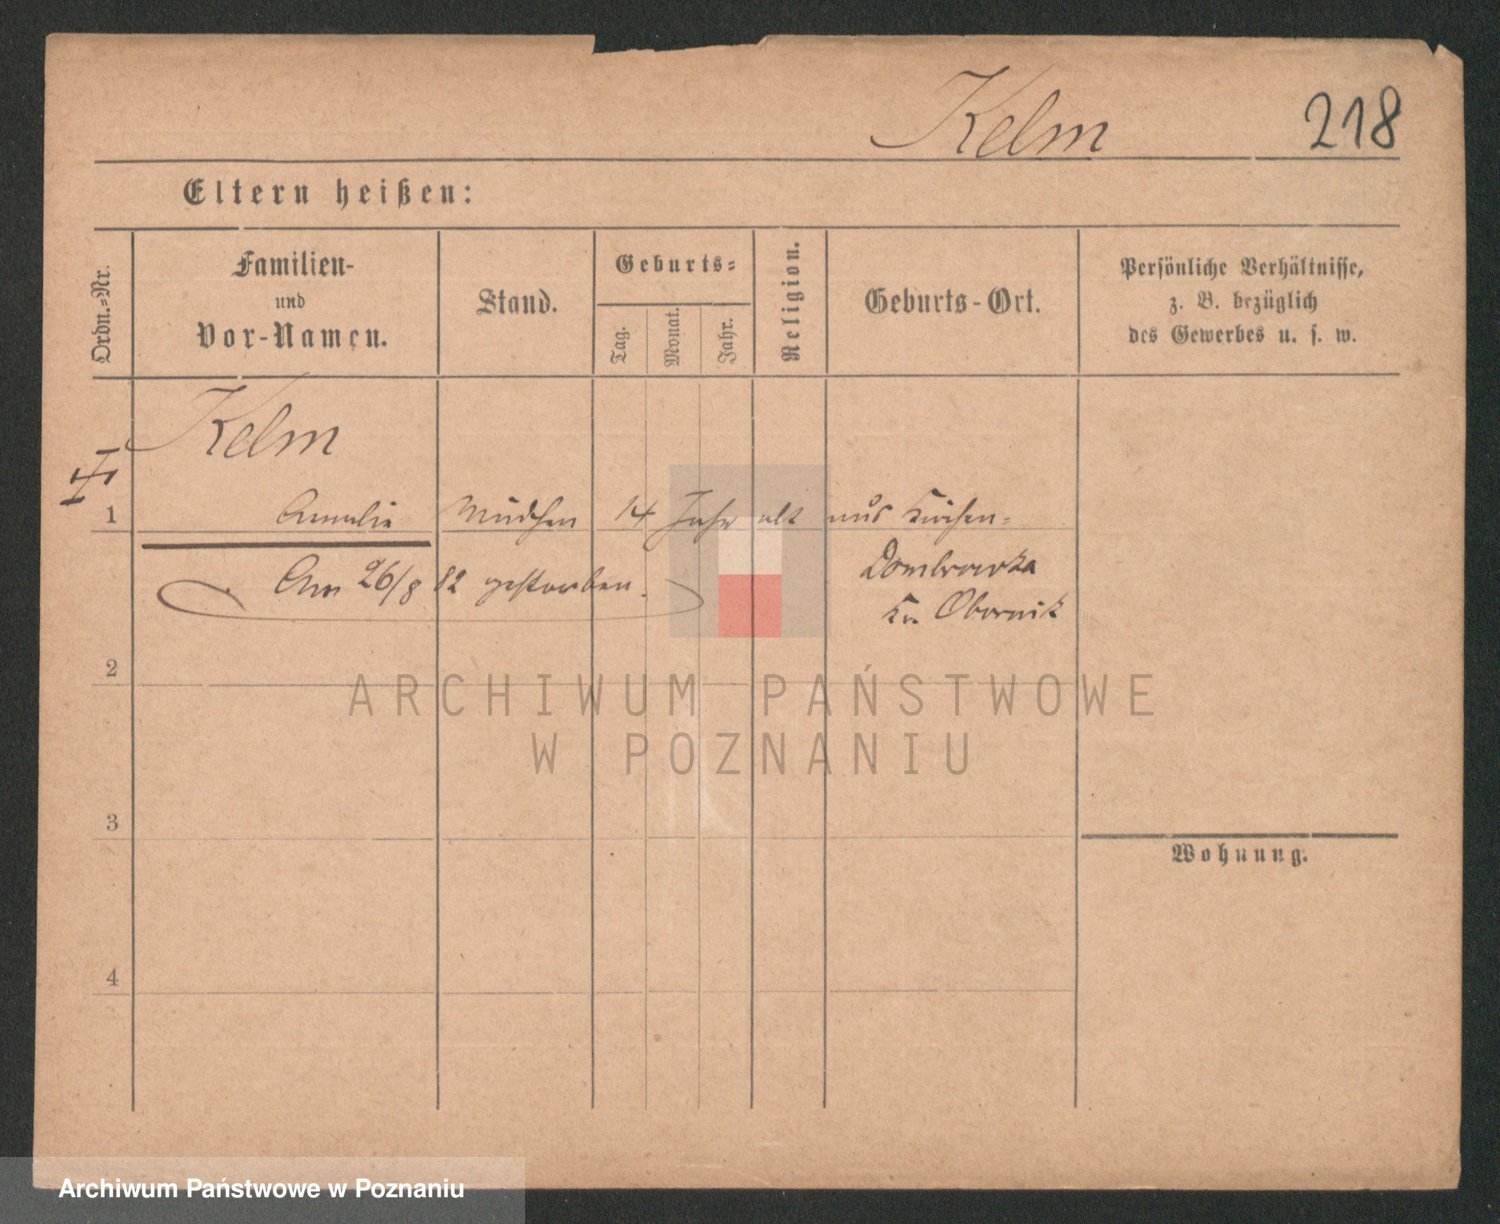 Kelm 218
Eltern heißen:
Ordn.-Nr.
Familien-
und
Vor-Namen.
Stand.
Geburts-
Tag.
Monat.
Jahr.
Religion.
Geburts-Ort.
Persönliche Verhältnisse,
z. B. bezüglich
des Gewerbes u. s. w.
Kelm
1 Amalie Mädchen 14 Jahr alt aus Kirchen-
Dombrowka
Kr. Obornik
Am 26/8 82 gestorben.
2
3
4
Wohnung.
ARCHIWUM PAŃSTWOWE
W POZNANIU
Archiwum Państwowe w Poznaniu